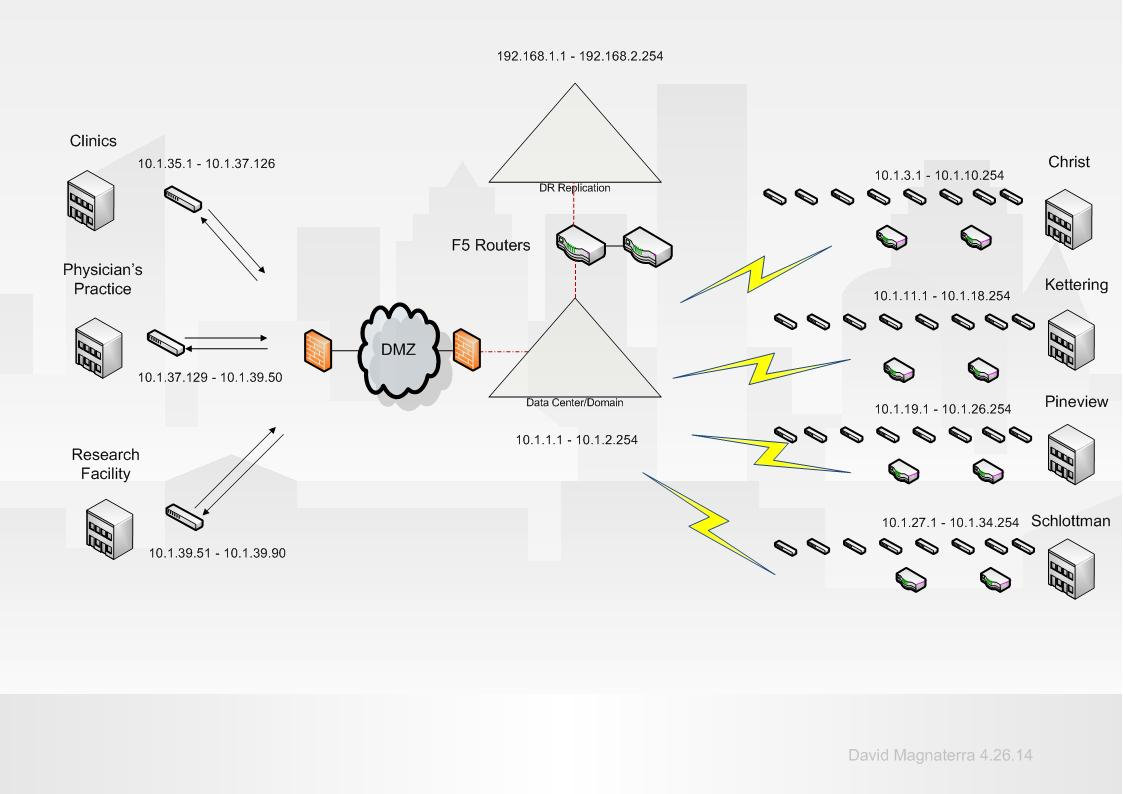 192.168.1.1 - 192.168.2.254
DR Replication
F5 Routers
Clinics
10.1.35.1 - 10.1.37.126
Physician's
Practice
10.1.37.129 - 10.1.39.50
Research
Facility
10.1.39.51 - 10.1.39.90
DMZ
Data Center/Domain
10.1.1.1 - 10.1.2.254
Christ
10.1.3.1 - 10.1.10.254
Kettering
10.1.11.1 - 10.1.18.254
Pineview
10.1.19.1 - 10.1.26.254
Schlottman
10.1.27.1 - 10.1.34.254
David Magnaterra 4.26.14